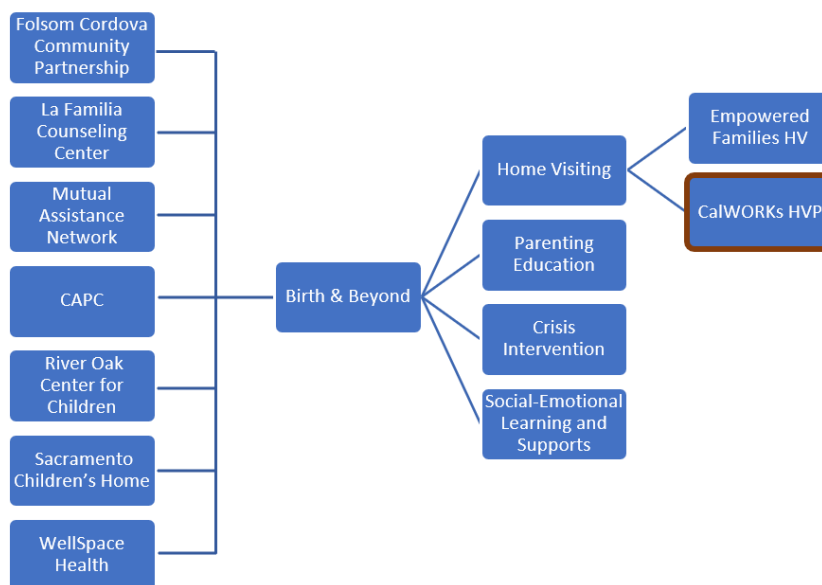 Folsom Cordova
Community
Partnership
La Familia
Counseling
Center
Mutual
Assistance
Network
CAPC
River Oak
Center for
Children
Sacramento
Children’s Home
WellSpace
Health
Birth & Beyond
Home Visiting
Parenting
Education
Crisis
Intervention
Social-Emotional
Learning and
Supports
Empowered
Families HV
CalWORKs HVP